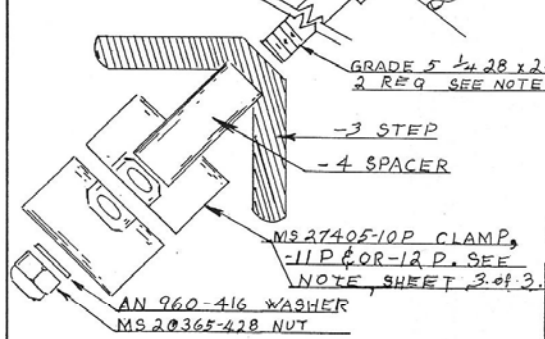 GRADE 5 1/4 28 x 2
2 REQ SEE NOTE
-3 STEP
-4 SPACER
MS 27405-10P CLAMP,
-11 P & OR-12 P. SEE
NOTE SHEET 3 of 3.
AN 960-416 WASHER
MS 20365-428 NUT